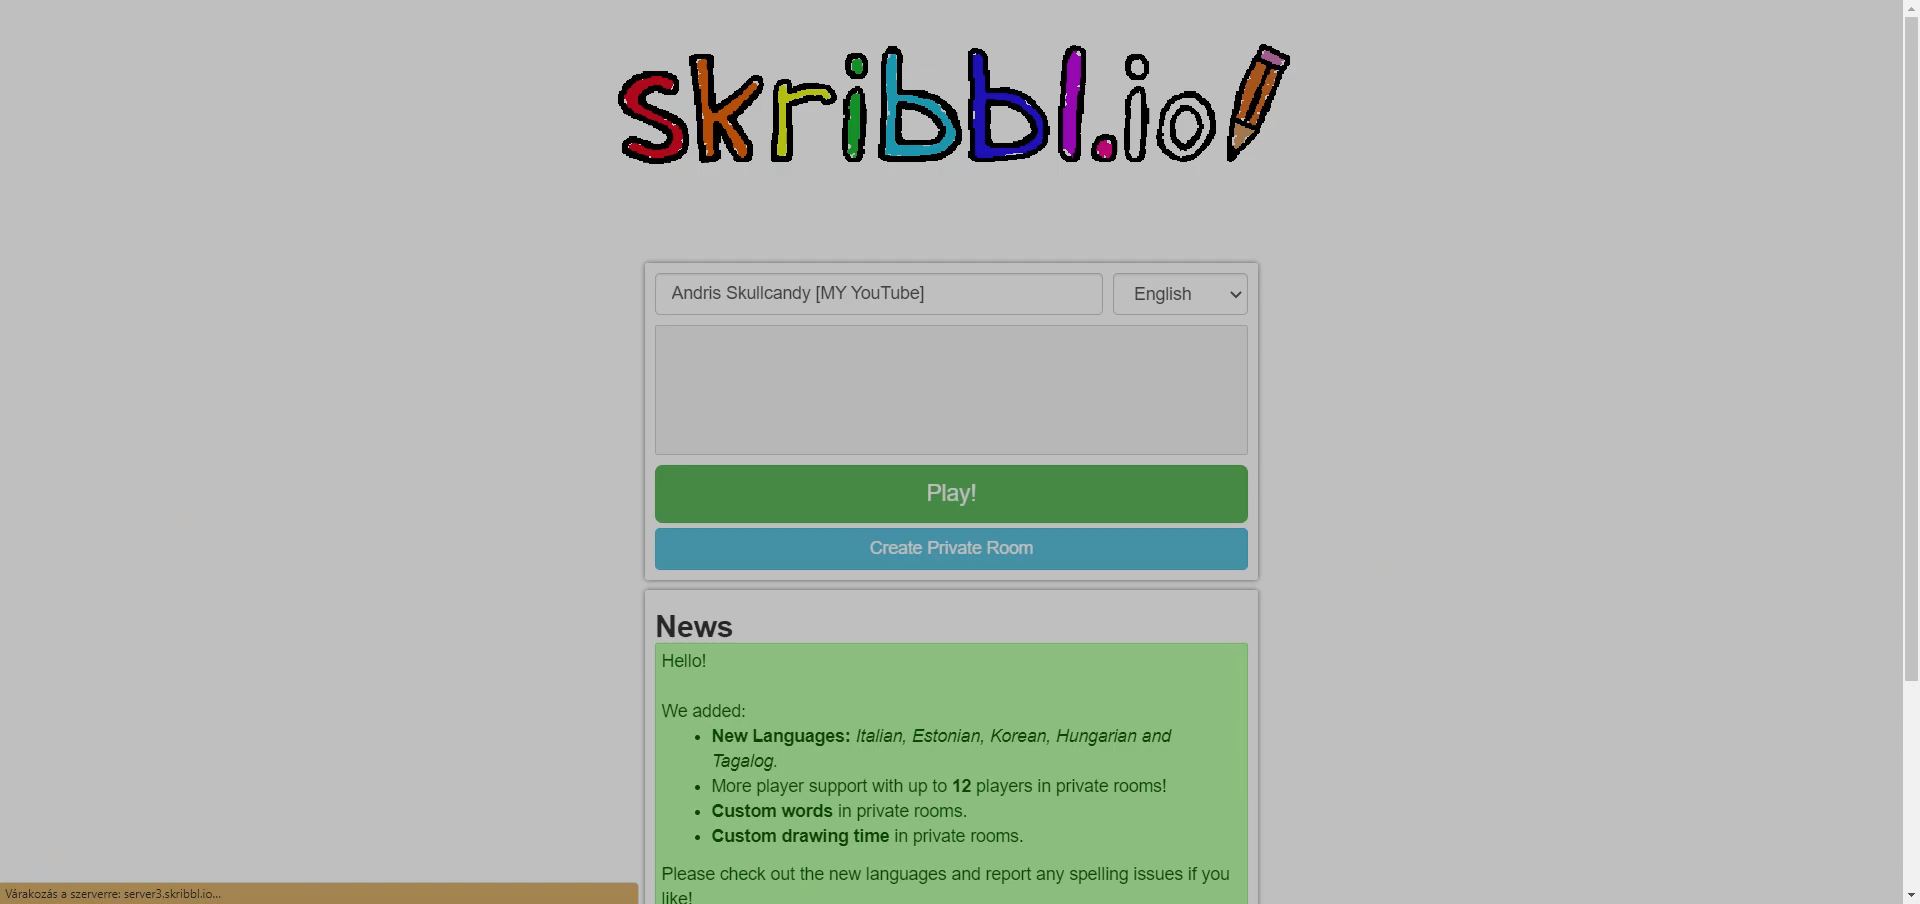 skribbl.io
Andris Skullcandy [MY YouTube]
English
Play!
Create Private Room
News
Hello!
We added:
• New Languages: Italian, Estonian, Korean, Hungarian and
Tagalog.
• More player support with up to 12 players in private rooms!
• Custom words in private rooms.
• Custom drawing time in private rooms.
Please check out the new languages and report any spelling issues if you
like!
Várakozás a szerverre: server3.skribbl.io...